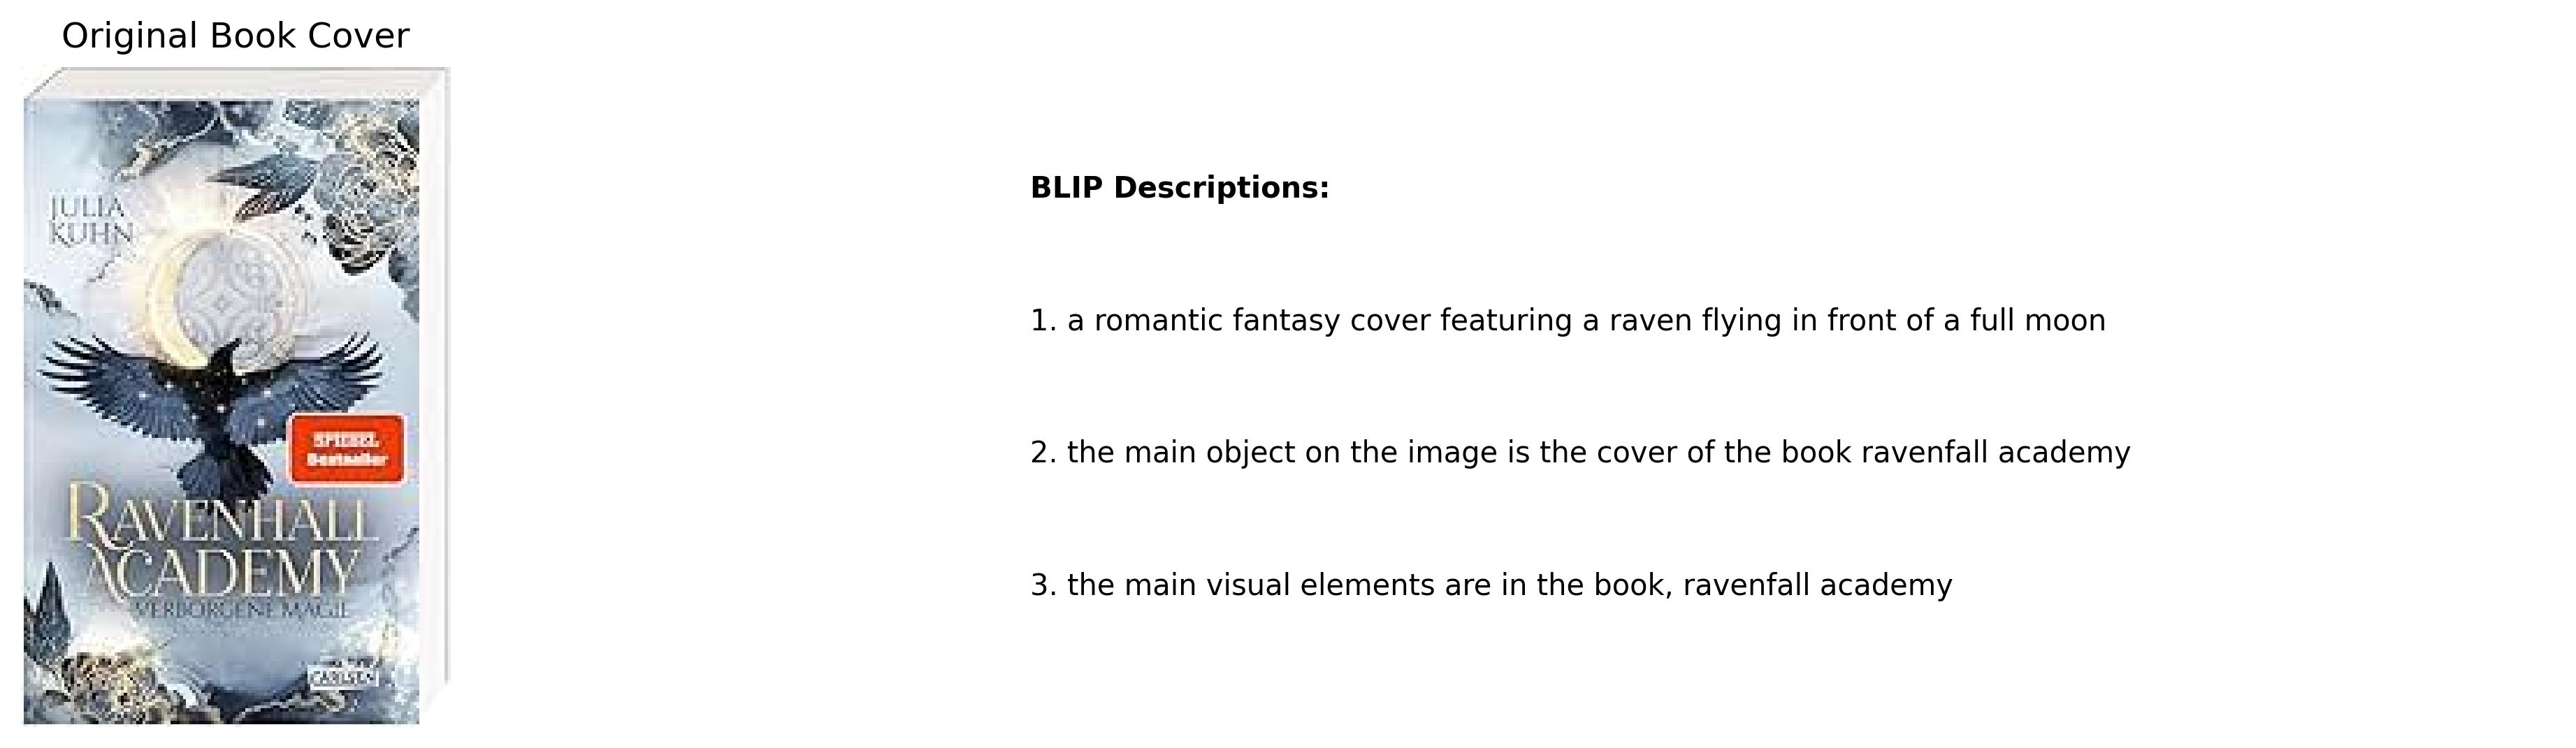 Original Book Cover
JULIA
KUHN
SPIEGEL
Bestseller
RAVENHALL
ACADEMY
VERBORGENE MAGIE
CARLSEN
BLIP Descriptions:
1. a romantic fantasy cover featuring a raven flying in front of a full moon
2. the main object on the image is the cover of the book ravenfall academy
3. the main visual elements are in the book, ravenfall academy